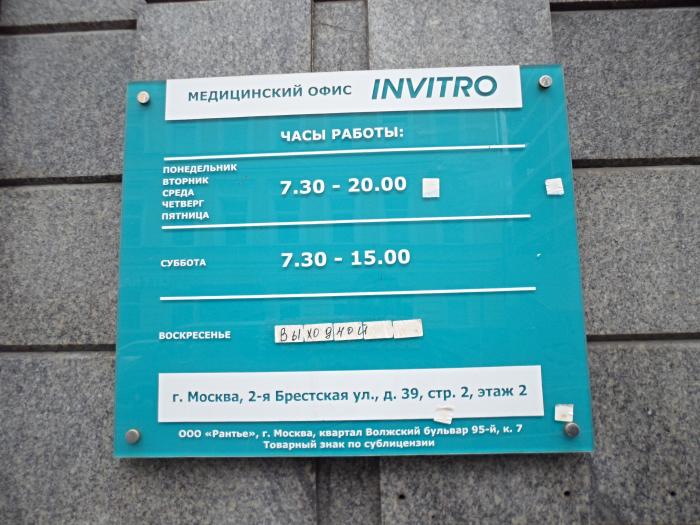 МЕДИЦИНСКИЙ ОФИС INVITRO
ЧАСЫ РАБОТЫ:
ПОНЕДЕЛЬНИК
ВТОРНИК
СРЕДА
ЧЕТВЕРГ
ПЯТНИЦА
7.30 - 20.00
СУББОТА 7.30 - 15.00
ВОСКРЕСЕНЬЕ Выходной
г. Москва, 2-я Брестская ул., д. 39, стр. 2, этаж 2
ООО «Рантье», г. Москва, квартал Волжский бульвар 95-й, к. 7
Товарный знак по сублицензии